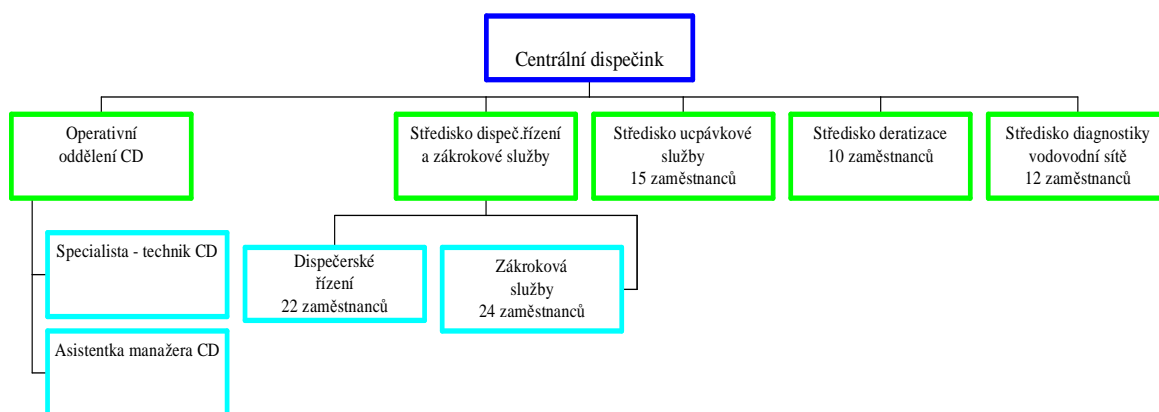 Centrální dispečink
Operativní
oddělení CD
Středisko dispeč.řízení
a zákrokové služby
Středisko ucpávkové
služby
15 zaměstnanců
Středisko deratizace
10 zaměstnanců
Středisko diagnostiky
vodovodní sítě
12 zaměstnanců
Specialista - technik CD
Dispečerské
řízení
22 zaměstnanců
Zákroková
služby
24 zaměstnanců
Asistentka manažera CD